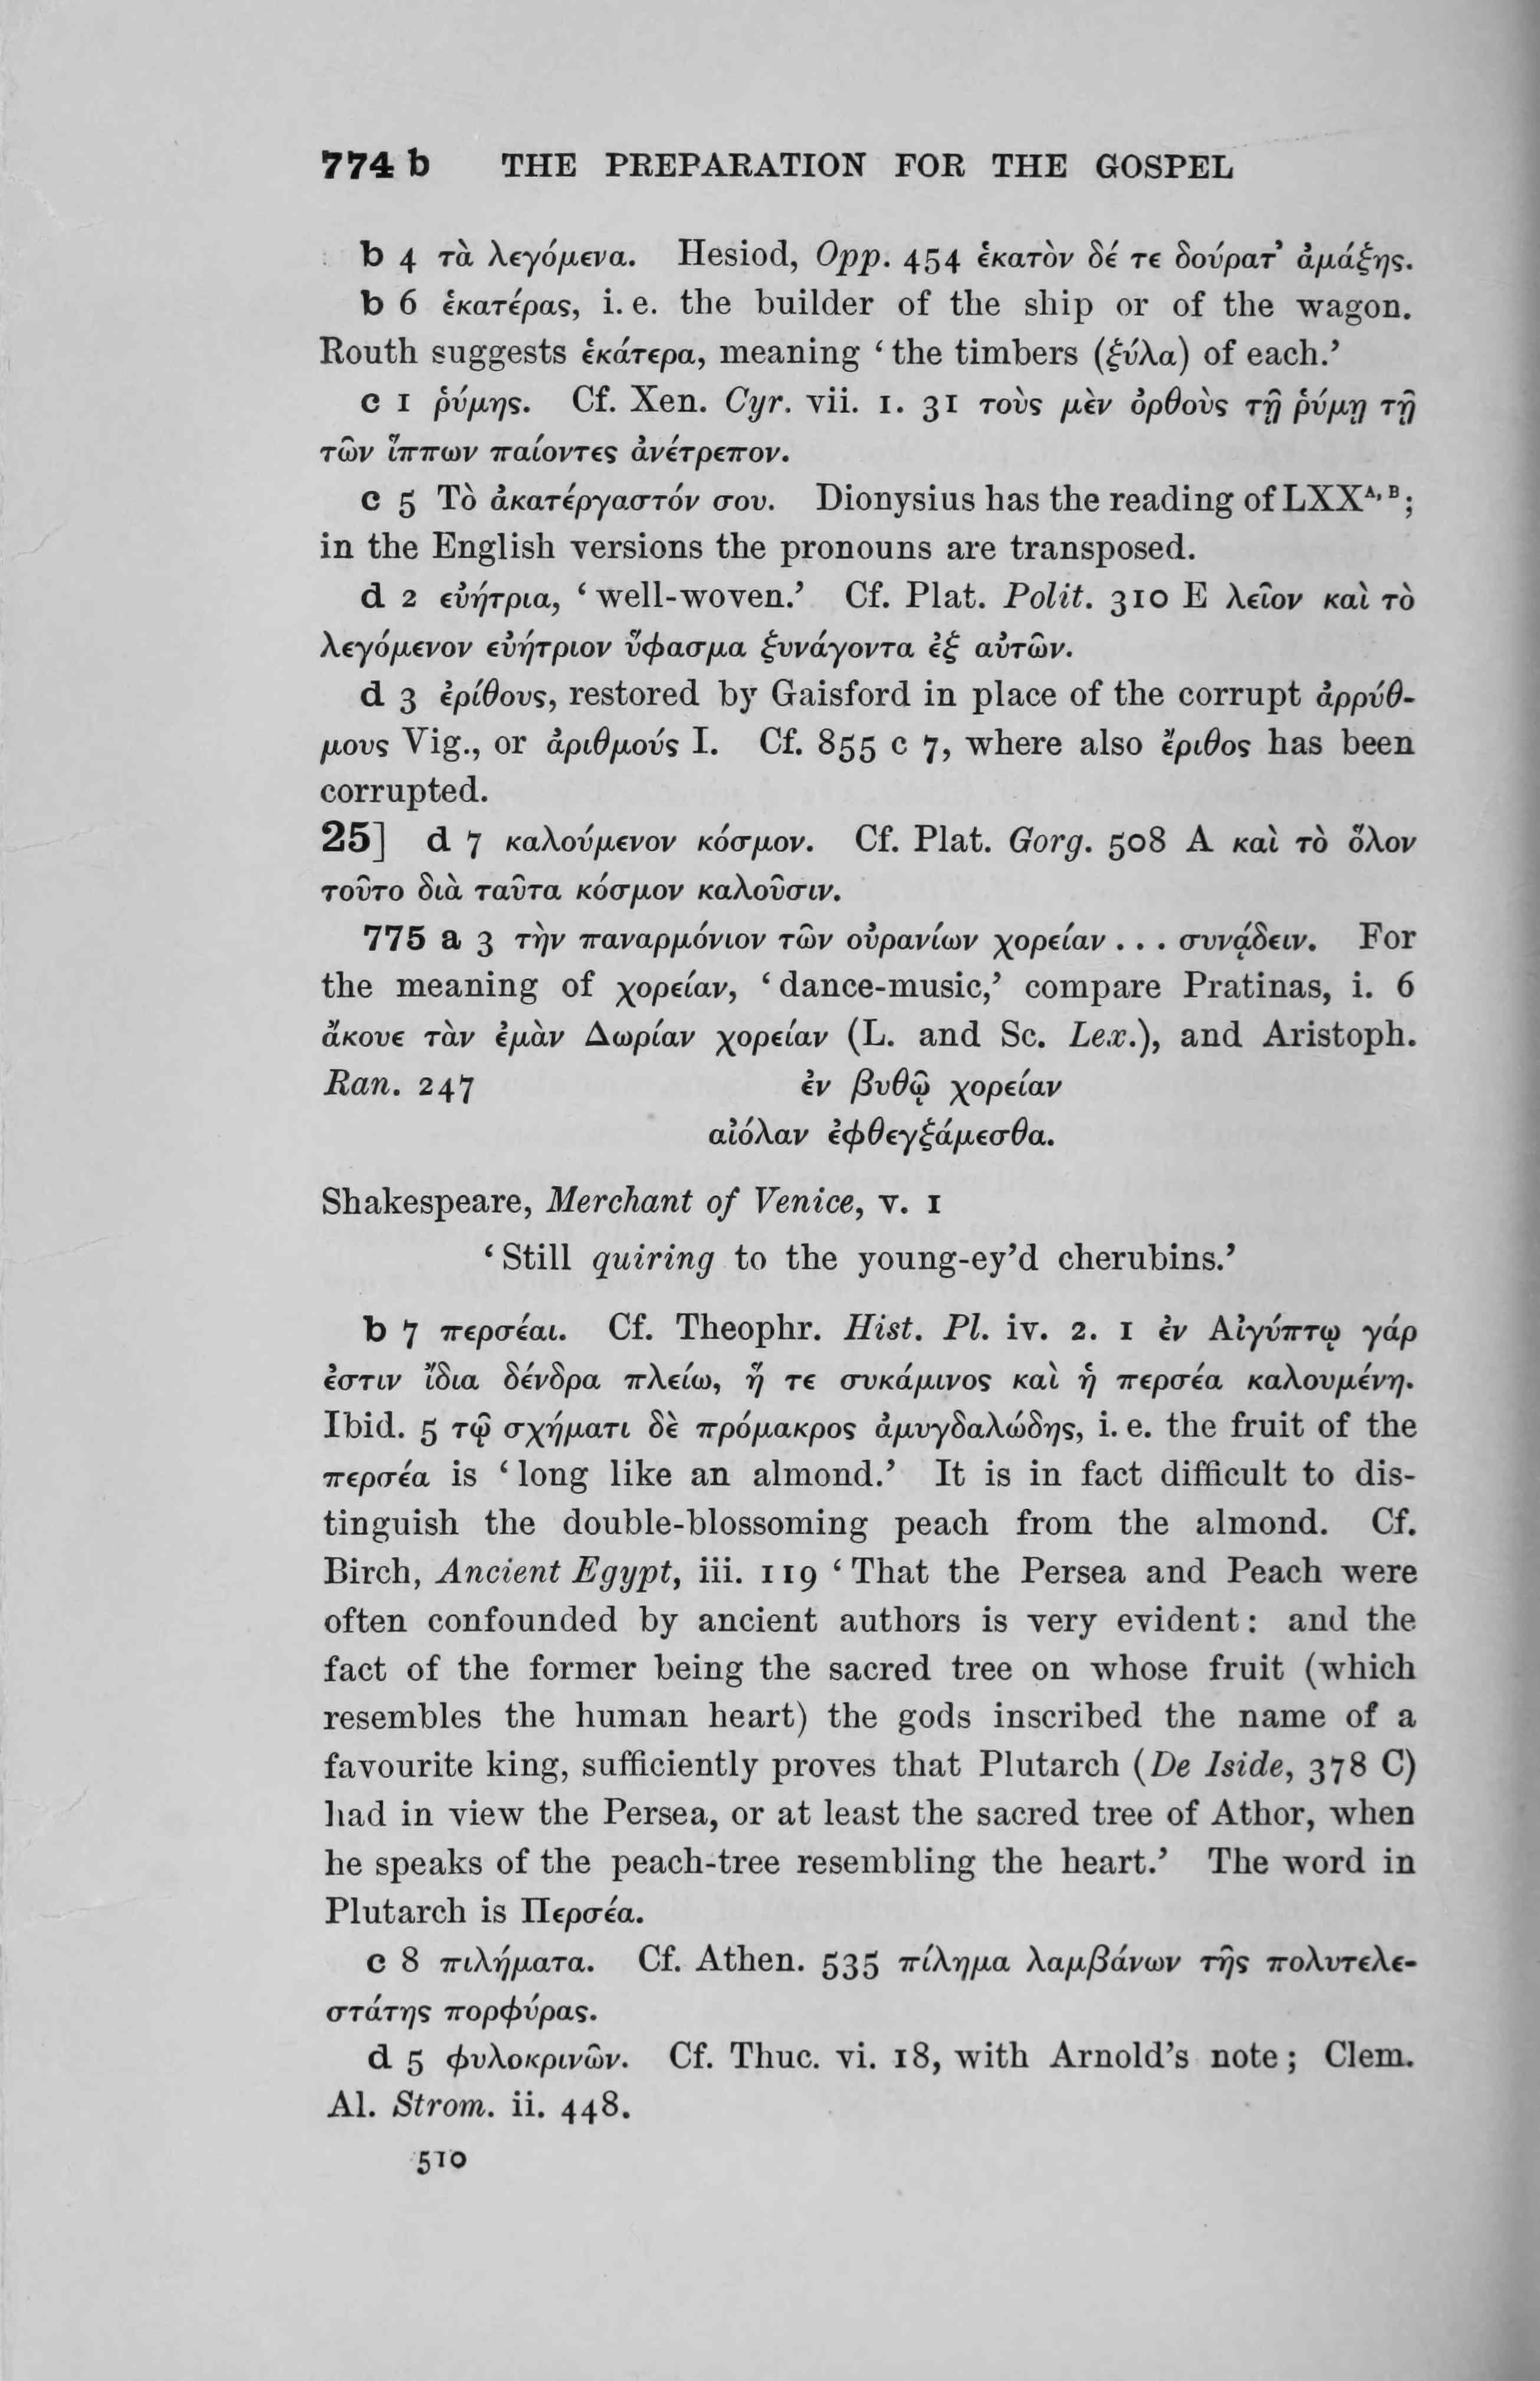 774 b THE PREPARATION FOR THE GOSPEL
b 4 τὰ λεγόμενα. Hesiod, Opp. 454 ἑκατὸν δέ τε δούρατ’ ἁμάξης.
b 6 ἑκατέρας, i. e. the builder of the ship or of the wagon.
Routh suggests ἑκάτερα, meaning ‘the timbers (ξύλα) of each.’
c 1 ῥύμης. Cf. Xen. Cyr. vii. 1. 31 τοὺς μὲν ὀρθοὺς τῇ ῥύμῃ τῇ
τῶν ἵππων παίοντες ἀνέτρεπον.
c 5 Τὸ ἀκατέργαστόν σου. Dionysius has the reading of LXXᴬ,ᴮ;
in the English versions the pronouns are transposed.
d 2 εὐήτρια, ‘well-woven.’ Cf. Plat. Polit. 310 E λεῖον καὶ τὸ
λεγόμενον εὐήτριον ὕφασμα ξυνάγοντα ἐξ αὐτῶν.
d 3 ἐρίθους, restored by Gaisford in place of the corrupt ἀρρύθ-
μους Vig., or ἀριθμούς I. Cf. 855 c 7, where also ἔριθος has been
corrupted.
25] d 7 καλούμενον κόσμον. Cf. Plat. Gorg. 508 A καὶ τὸ ὅλον
τοῦτο διὰ ταῦτα κόσμον καλοῦσιν.
775 a 3 τὴν παναρμόνιον τῶν οὐρανίων χορείαν . . . συνᾴδειν. For
the meaning of χορείαν, ‘dance-music,’ compare Pratinas, i. 6
ἄκουε τὰν ἐμὰν Δωρίαν χορείαν (L. and Sc. Lex.), and Aristoph.
Ran. 247 ἐν βυθῷ χορείαν
αἰόλαν ἐφθεγξάμεσθα.
Shakespeare, Merchant of Venice, v. 1
‘Still quiring to the young-ey’d cherubins.’
b 7 περσέαι. Cf. Theophr. Hist. Pl. iv. 2. 1 ἐν Αἰγύπτῳ γάρ
ἐστιν ἴδια δένδρα πλείω, ἥ τε συκάμινος καὶ ἡ περσέα καλουμένη.
Ibid. 5 τῷ σχήματι δὲ πρόμακρος ἀμυγδαλώδης, i. e. the fruit of the
περσέα is ‘long like an almond.’ It is in fact difficult to dis-
tinguish the double-blossoming peach from the almond. Cf.
Birch, Ancient Egypt, iii. 119 ‘That the Persea and Peach were
often confounded by ancient authors is very evident: and the
fact of the former being the sacred tree on whose fruit (which
resembles the human heart) the gods inscribed the name of a
favourite king, sufficiently proves that Plutarch (De Iside, 378 C)
had in view the Persea, or at least the sacred tree of Athor, when
he speaks of the peach-tree resembling the heart.’ The word in
Plutarch is Περσέα.
c 8 πιλήματα. Cf. Athen. 535 πίλημα λαμβάνων τῆς πολυτελε-
στάτης πορφύρας.
d 5 φυλοκρινῶν. Cf. Thuc. vi. 18, with Arnold’s note; Clem.
Al. Strom. ii. 448.
510